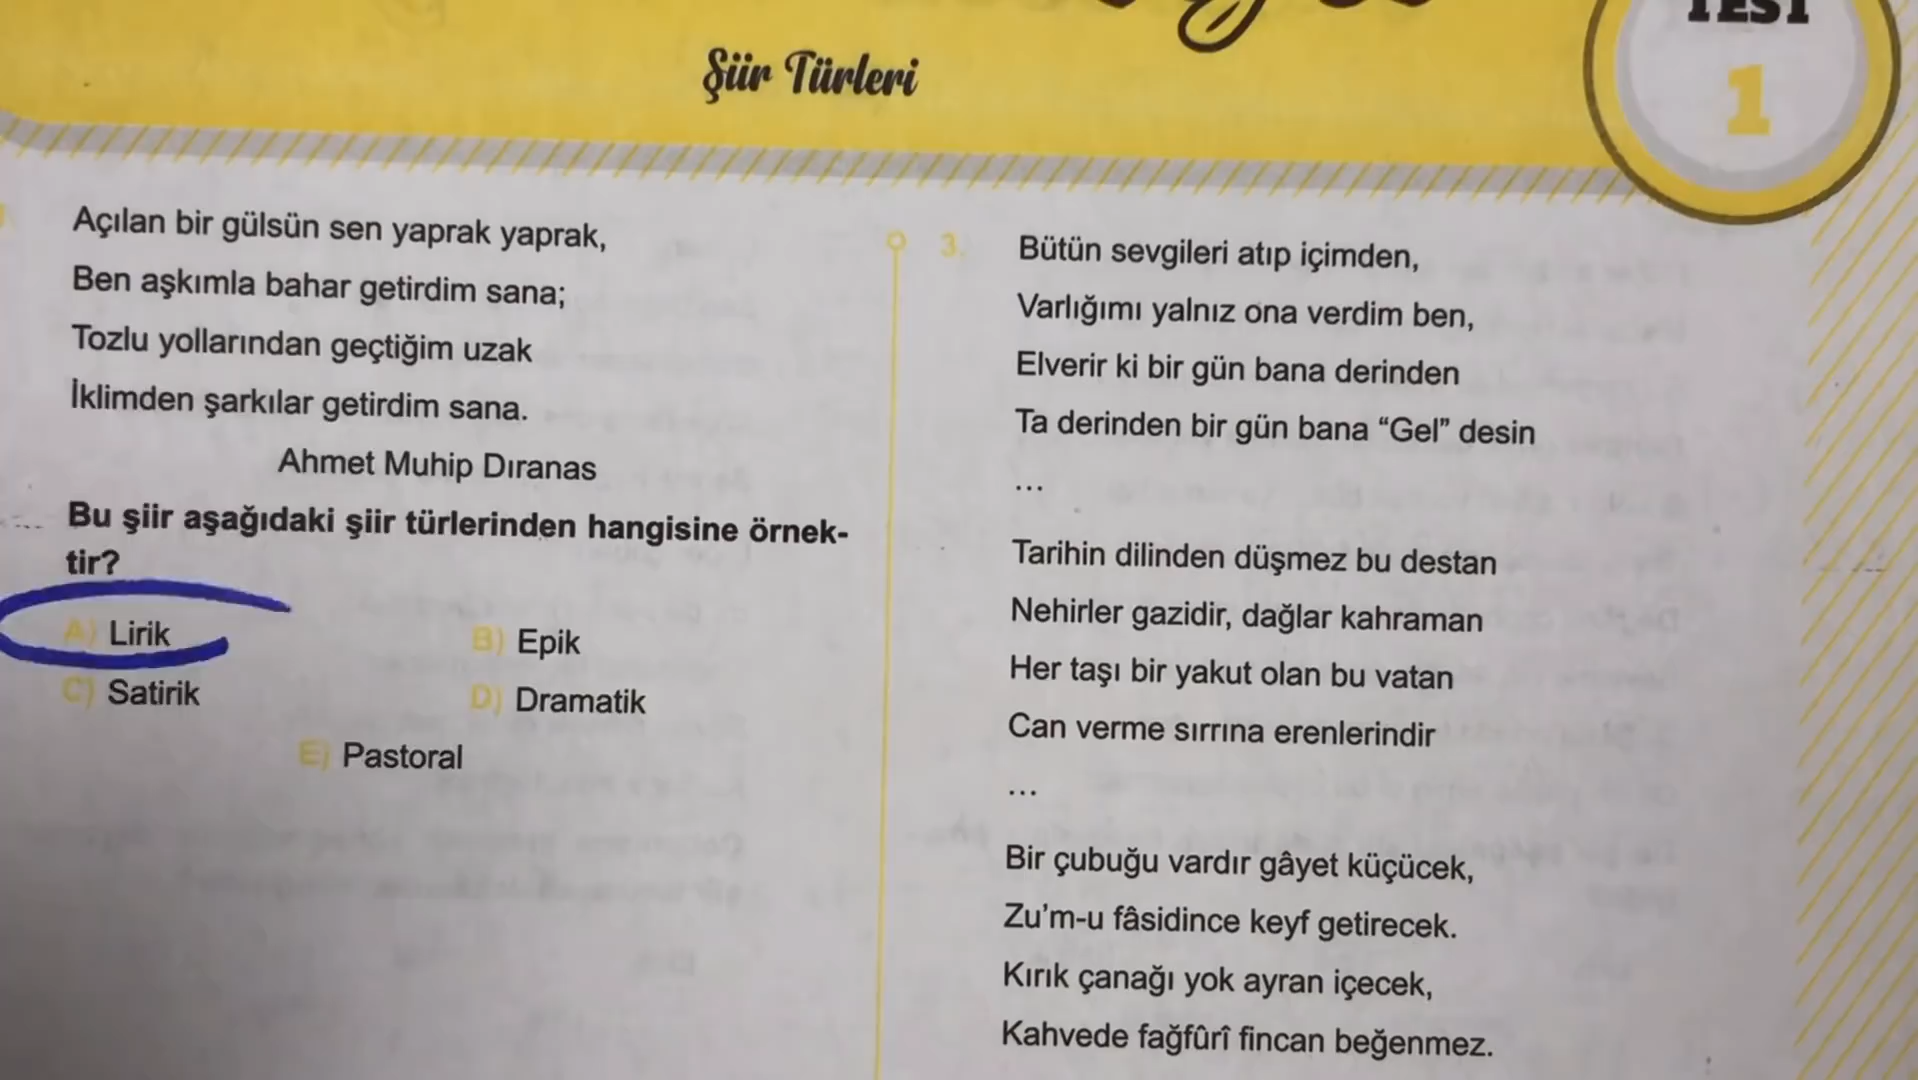 Şiir Türleri
TEST
1
Açılan bir gülsün sen yaprak yaprak,
Ben aşkımla bahar getirdim sana;
Tozlu yollarından geçtiğim uzak
İklimden şarkılar getirdim sana.
Ahmet Muhip Dıranas
Bu şiir aşağıdaki şiir türlerinden hangisine örnek-
tir?
A) Lirik
B) Epik
C) Satirik
D) Dramatik
E) Pastoral
3.
Bütün sevgileri atıp içimden,
Varlığımı yalnız ona verdim ben,
Elverir ki bir gün bana derinden
Ta derinden bir gün bana “Gel” desin
...
Tarihin dilinden düşmez bu destan
Nehirler gazidir, dağlar kahraman
Her taşı bir yakut olan bu vatan
Can verme sırrına erenlerindir
...
Bir çubuğu vardır gâyet küçücek,
Zu’m-u fâsidince keyf getirecek.
Kırık çanağı yok ayran içecek,
Kahvede fağfûrî fincan beğenmez.